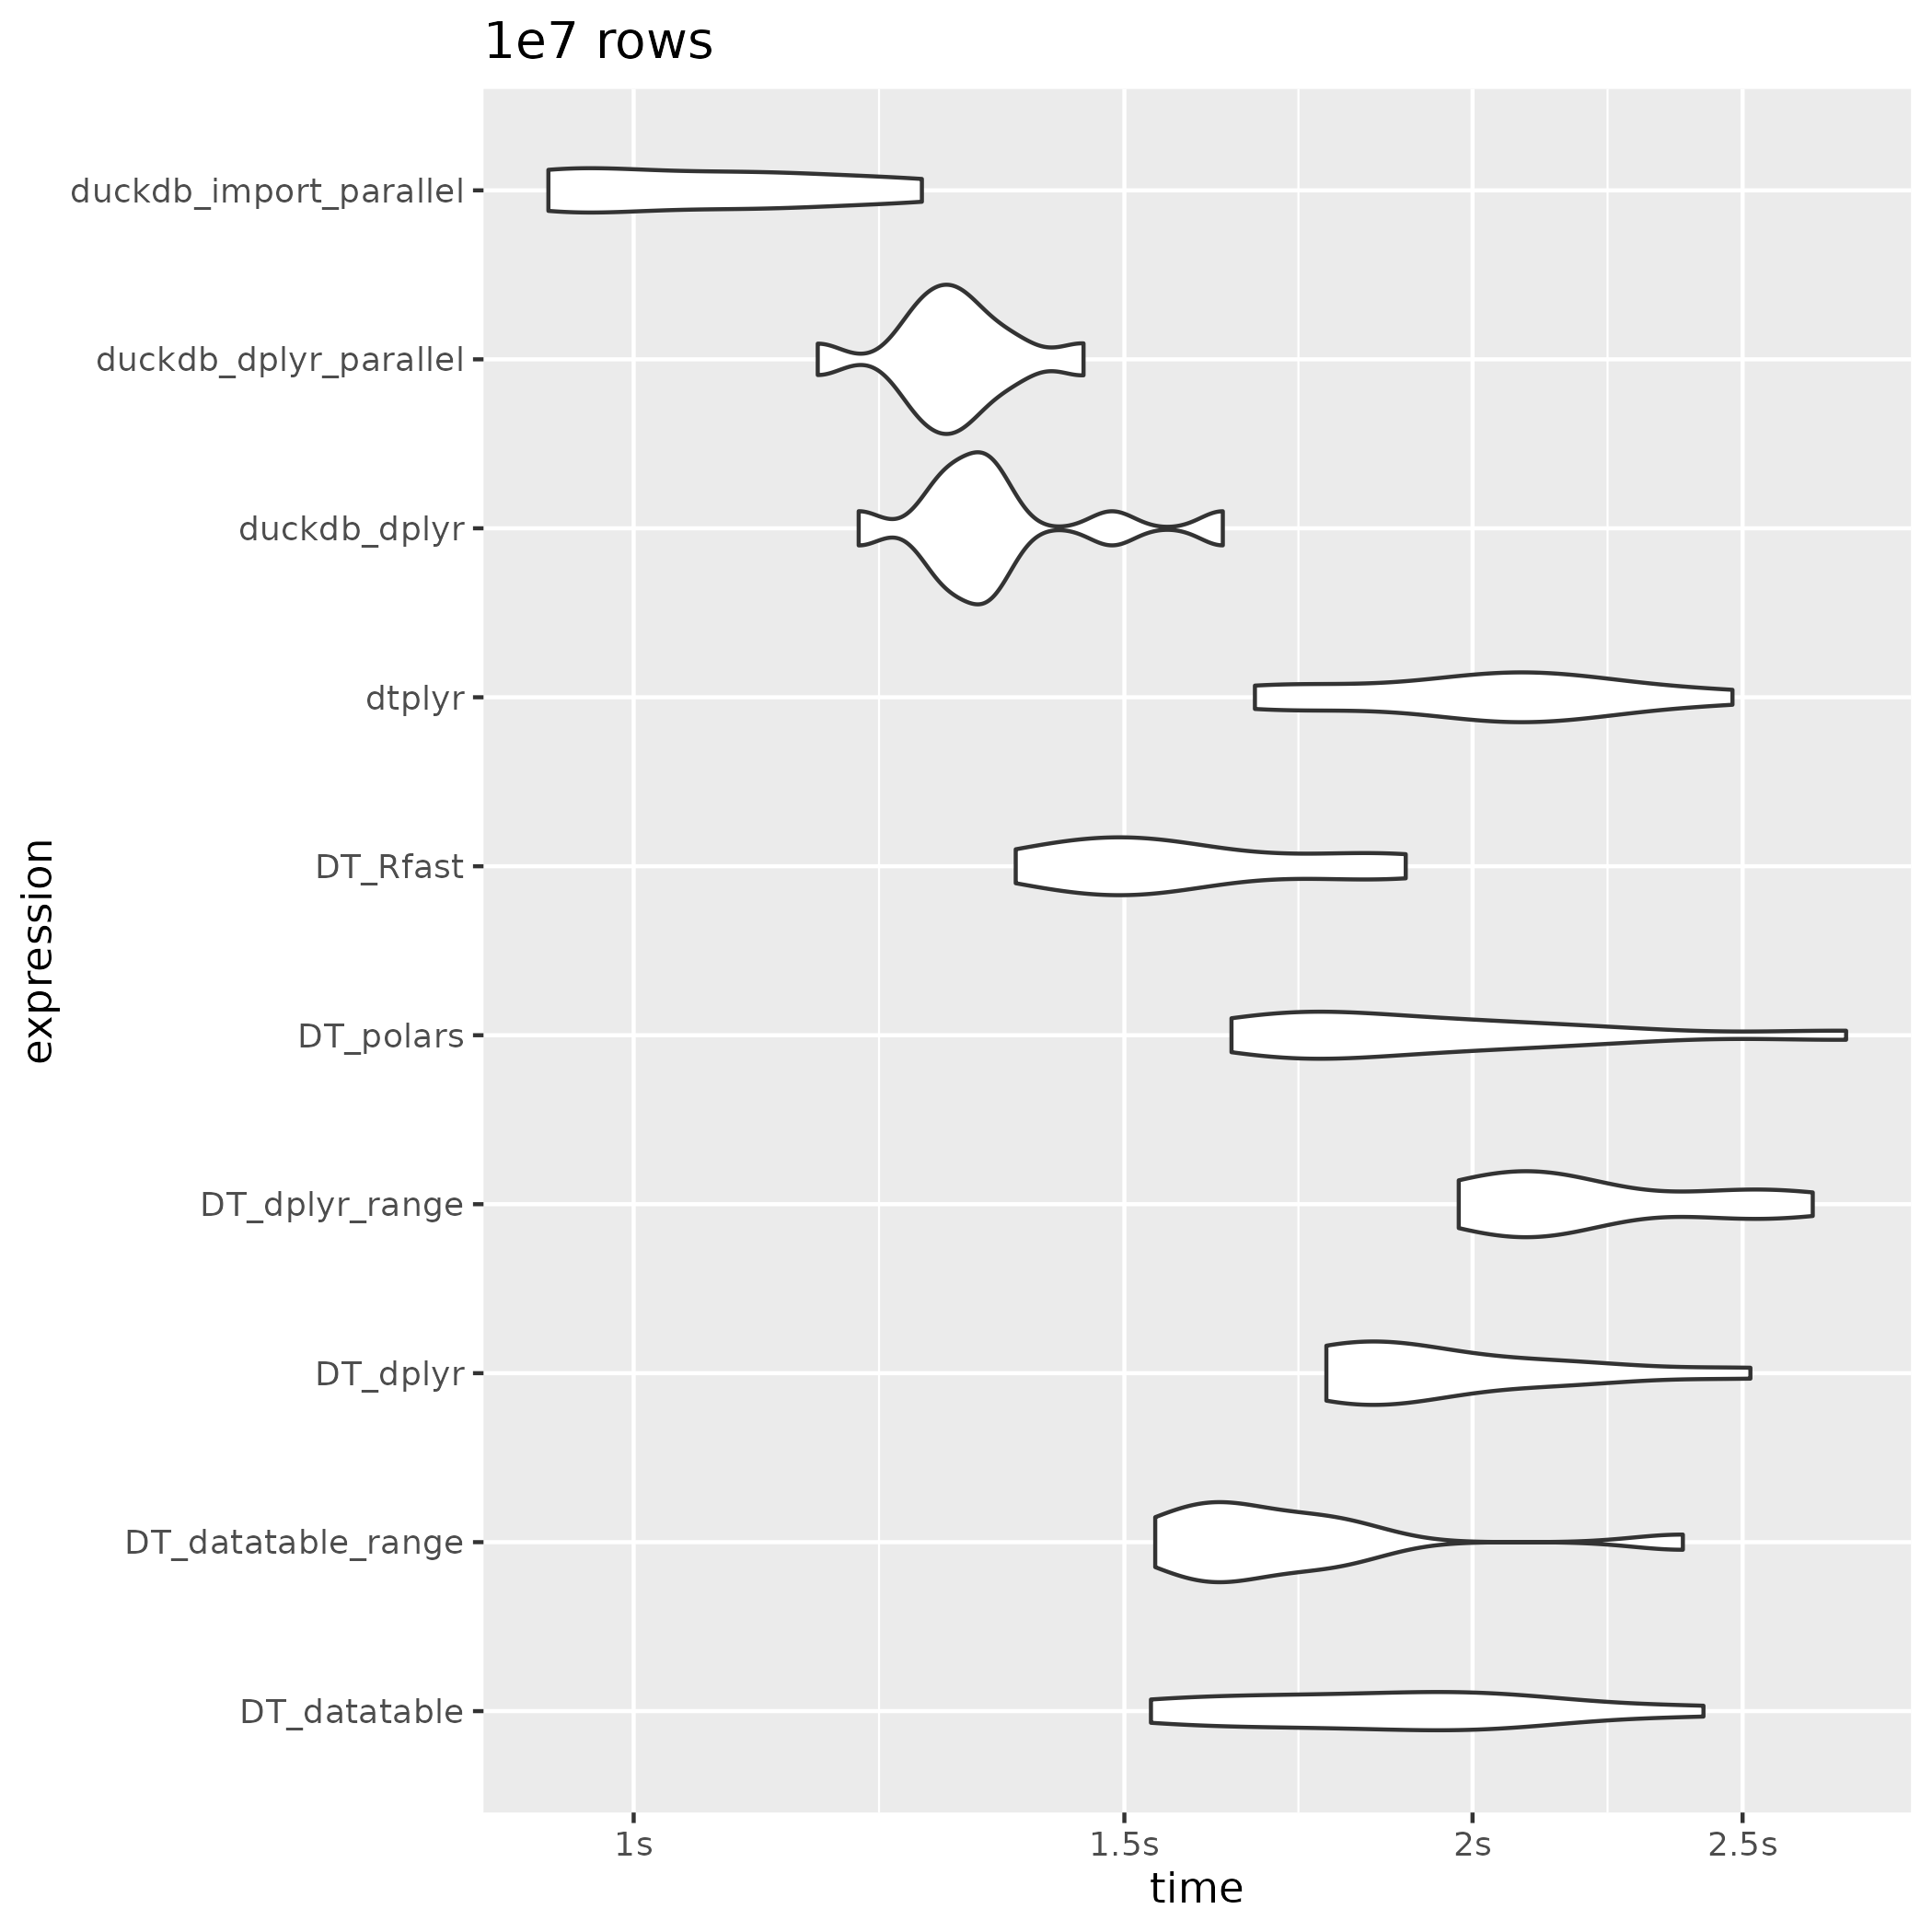 1e7 rows
duckdb_import_parallel
duckdb_dplyr_parallel
duckdb_dplyr
dtplyr
DT_Rfast
DT_polars
DT_dplyr_range
DT_dplyr
DT_datatable_range
DT_datatable
expression
1s 1.5s 2s 2.5s
time